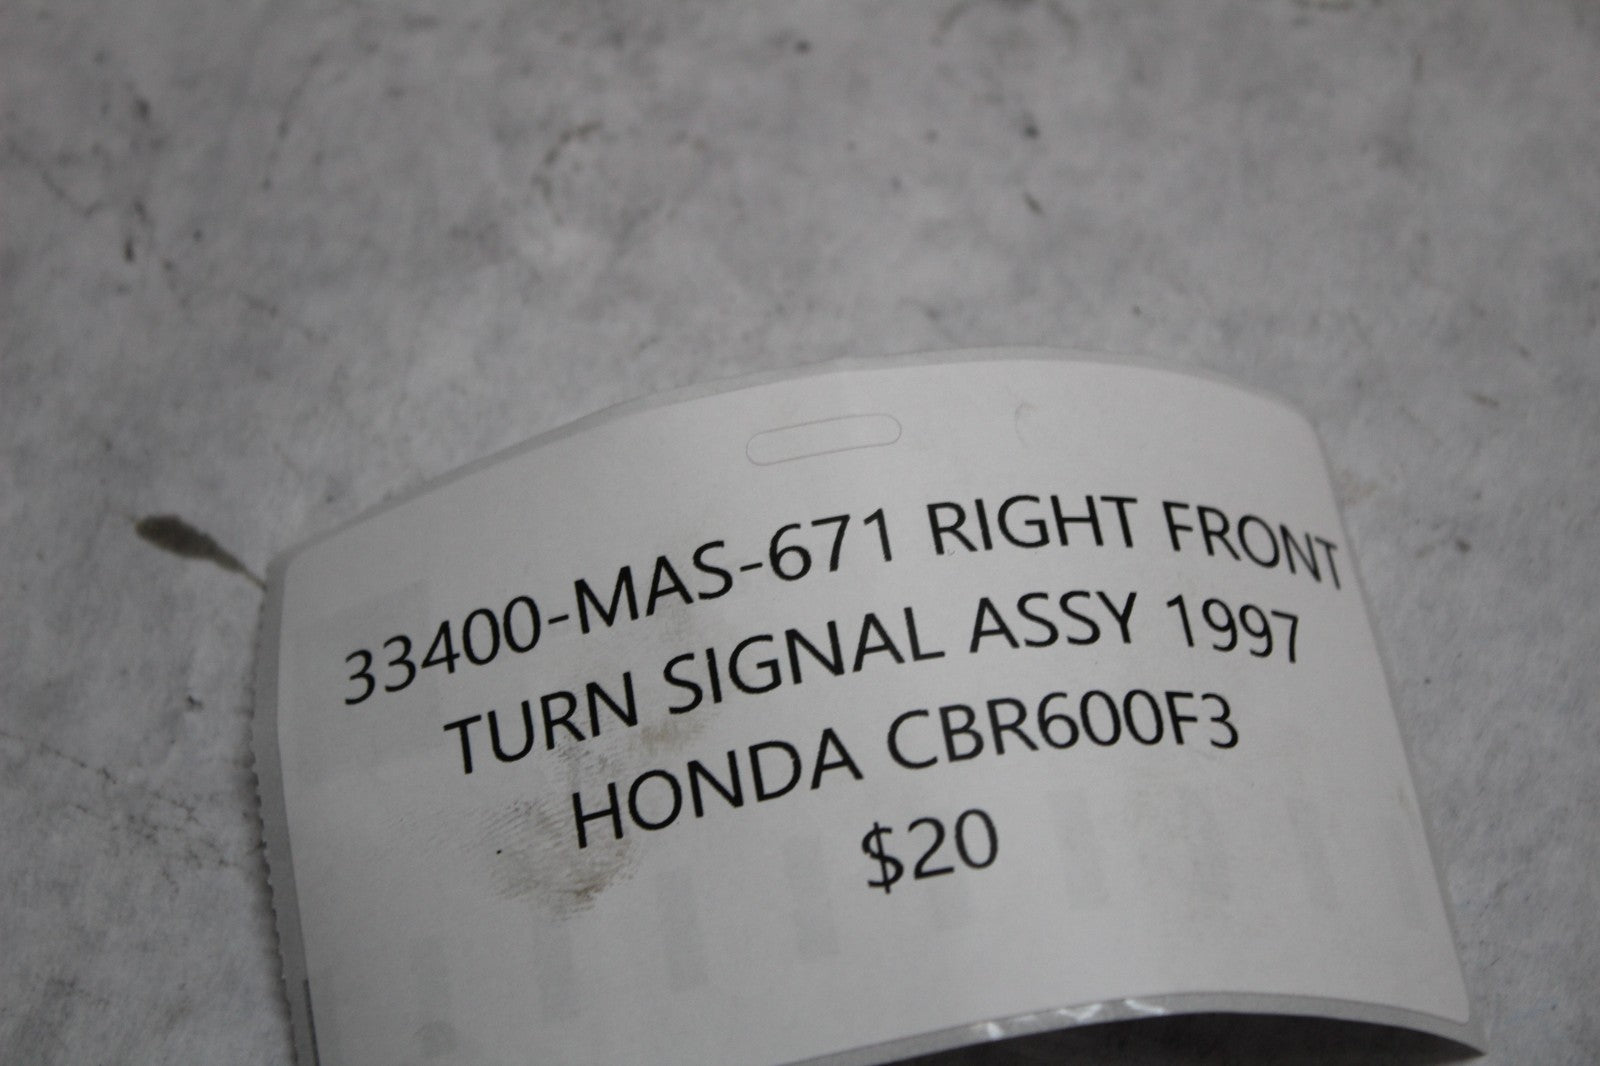 33400-MAS-671 RIGHT FRONT
TURN SIGNAL ASSY 1997
HONDA CBR600F3
$20